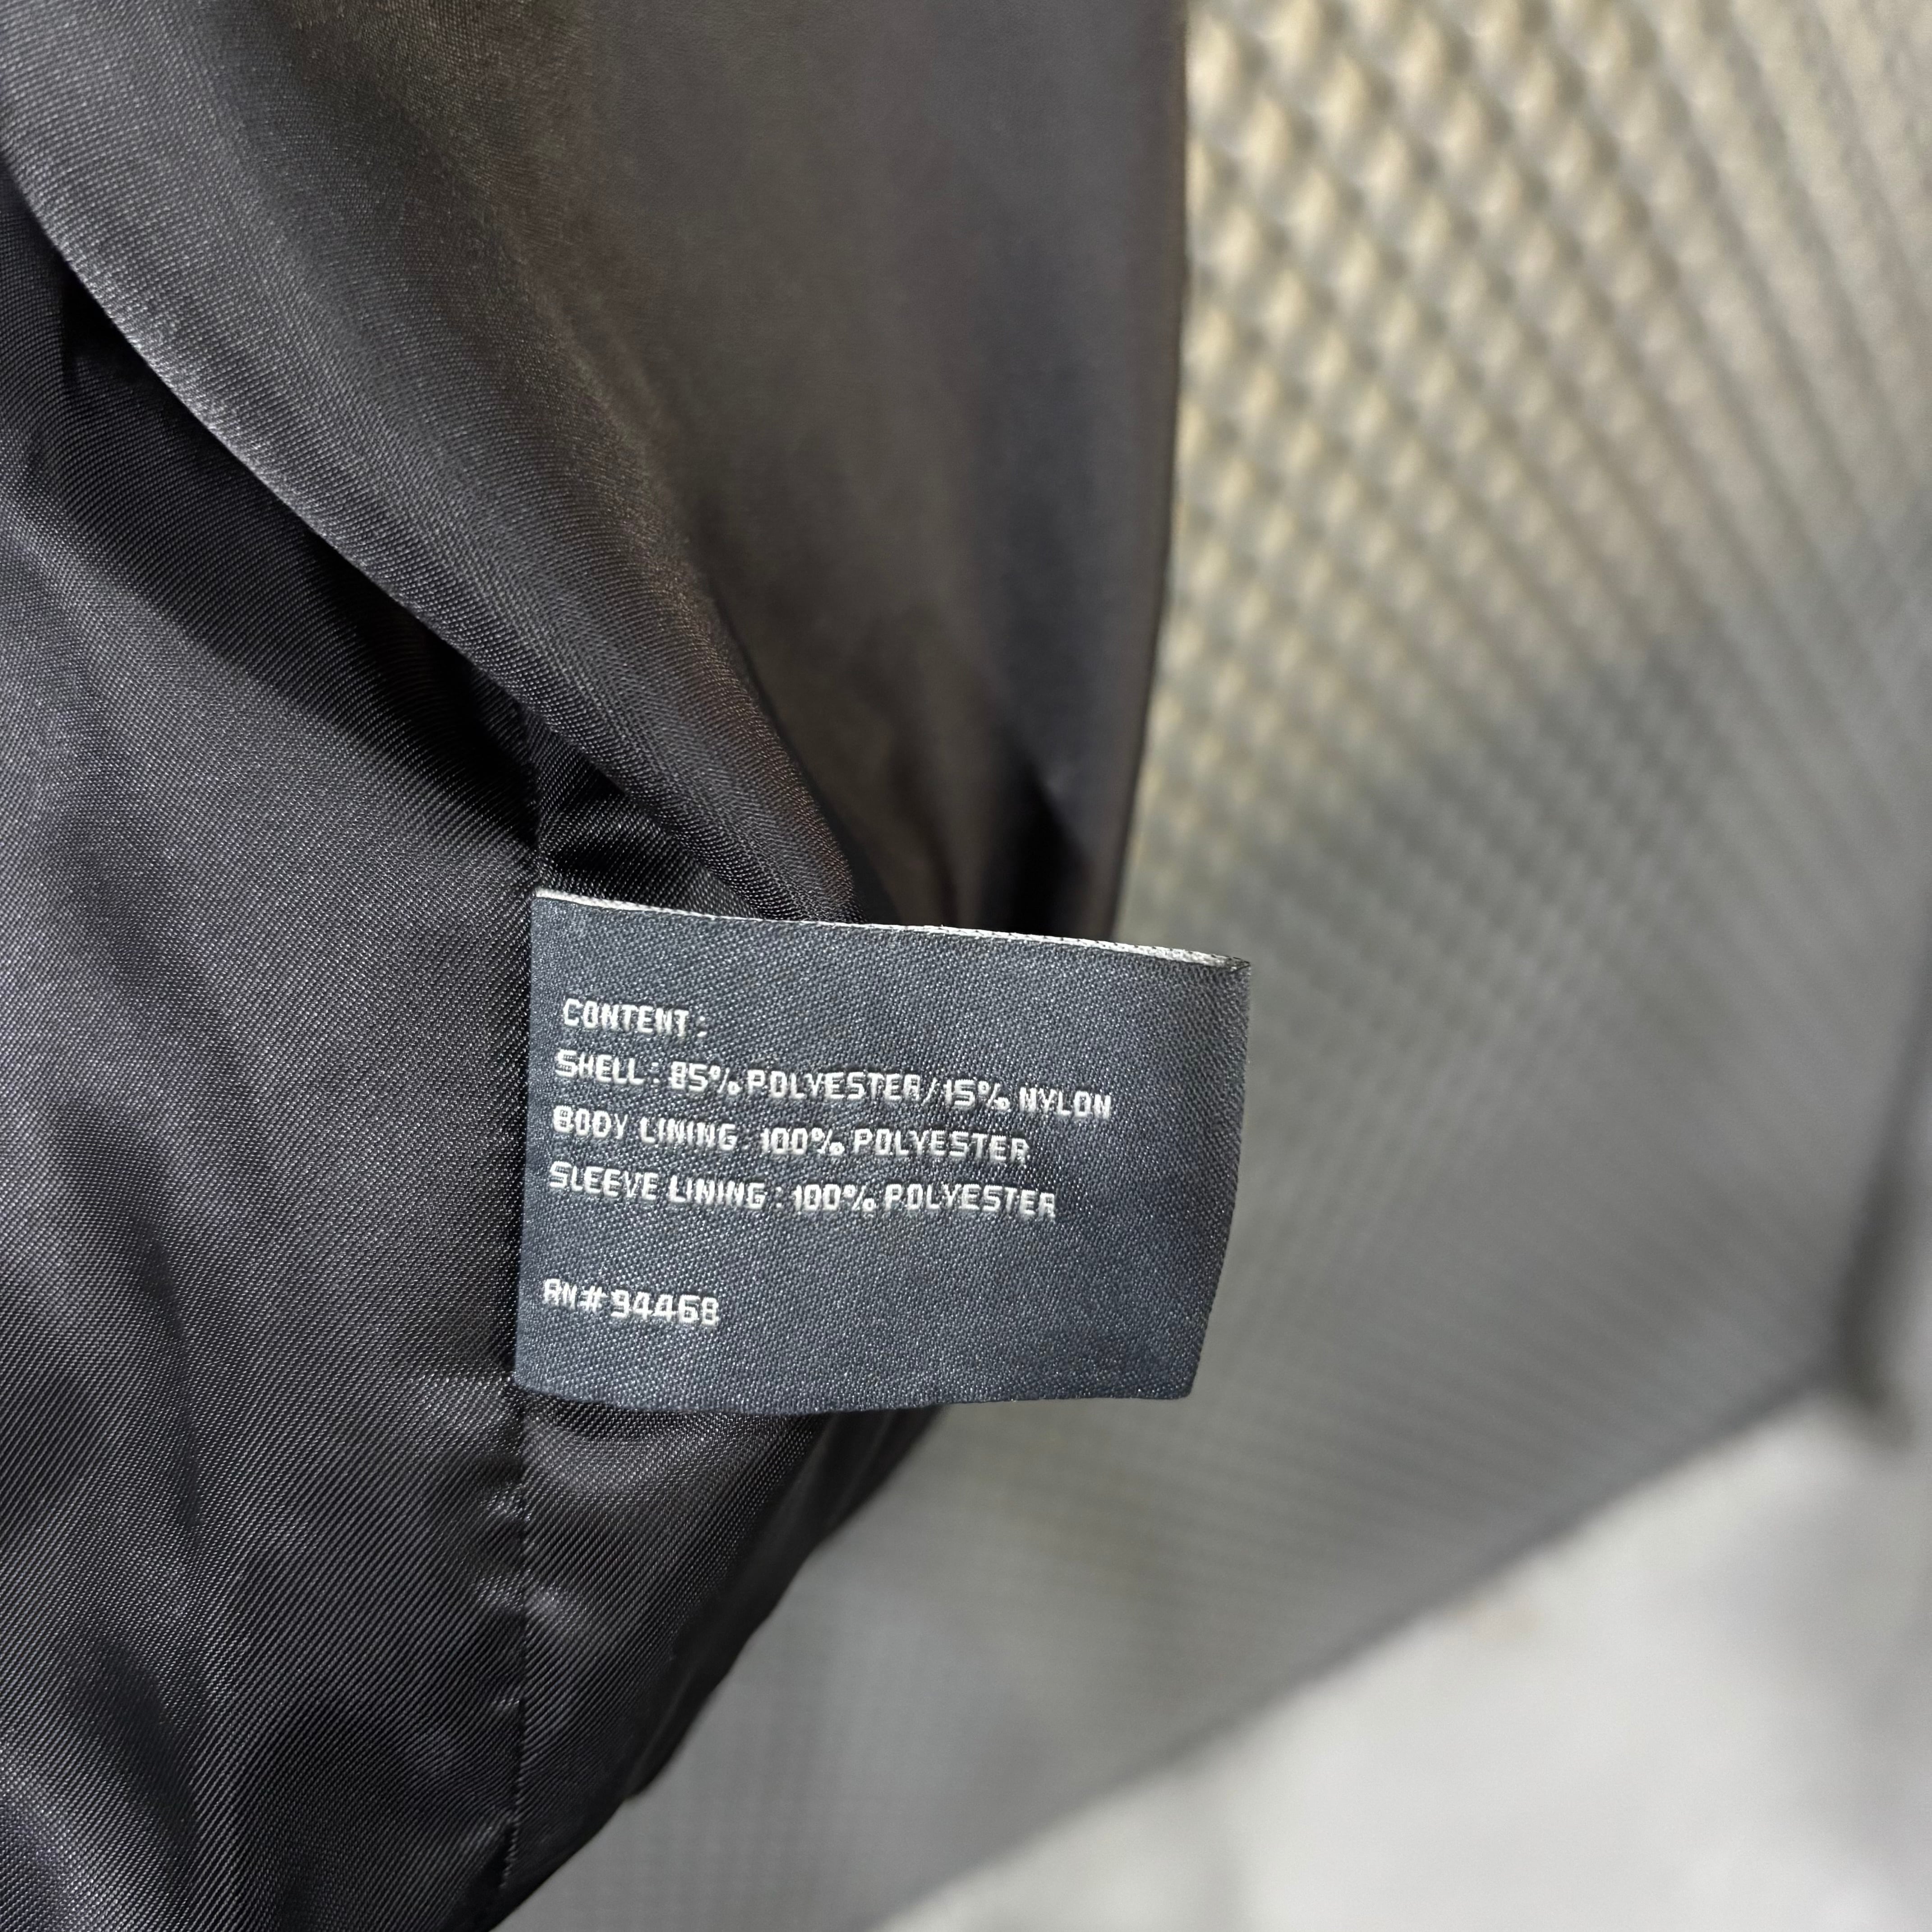 CONTENT:
SHELL: 85% POLYESTER/15% NYLON
BODY LINING: 100% POLYESTER
SLEEVE LINING: 100% POLYESTER
RN# 94468